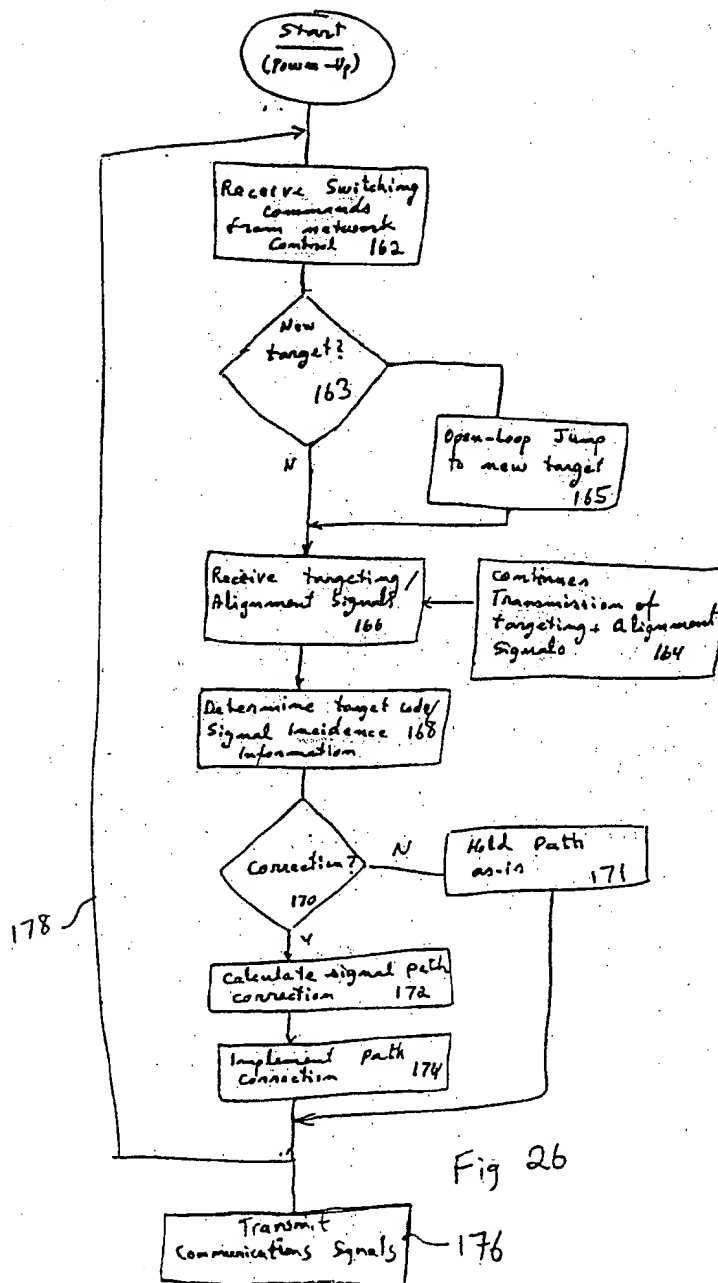 Start
(Power-Up)
Receive Switching
commands
from network
Control 162
New
target?
163
N
Open-Loop Jump
to new target
165
Receive targeting/
Alignment Signals
166
Continues
Transmission of
targeting + Alignment
Signals 164
Determine target code/
Signal Incidence 168
Information
Correction?
170
N
Hold Path
as-is
171
Y
Calculate signal path
correction 172
Implement Path
correction 174
178
Fig 26
Transmit
Communications Signals
176